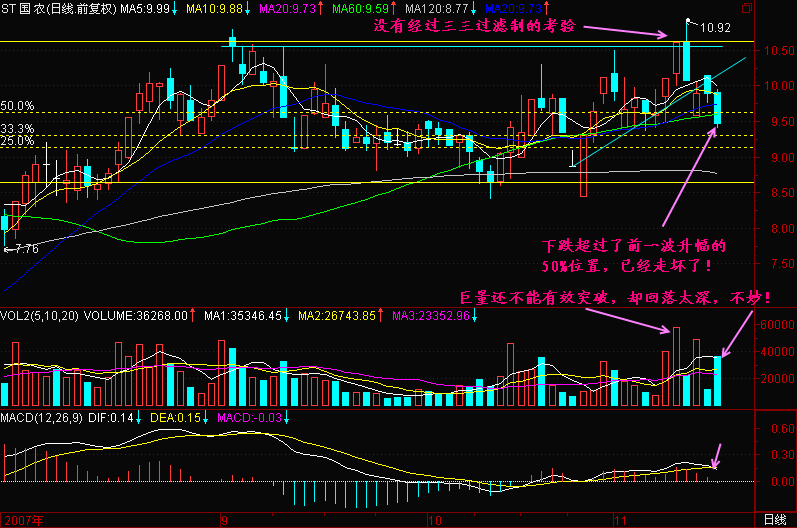 ST国农(日线.前复权) MA5:9.99↓ MA10:9.88↓ MA20:9.73↑ MA60:9.59↑ MA120:8.77↓ MA20:9.73↑
没有经过三三过滤制的考验
10.92
10.50
10.00
50.0%
9.50
33.3%
25.0%
9.00
8.50
8.00
7.76
下跌超过了前一波升幅的
50%位置，已经走坏了!
7.50
巨量还不能有效突破，却回落太深，不妙!
VOL2(5,10,20) VOLUME:36268.00↑ MA1:35346.45↓ MA2:26743.85↑ MA3:23352.96↓
60000
40000
20000
MACD(12,26,9) DIF:0.14↓ DEA:0.15↓ MACD:-0.03↓
0.60
0.30
0.00
2007年 9 10 11 日线